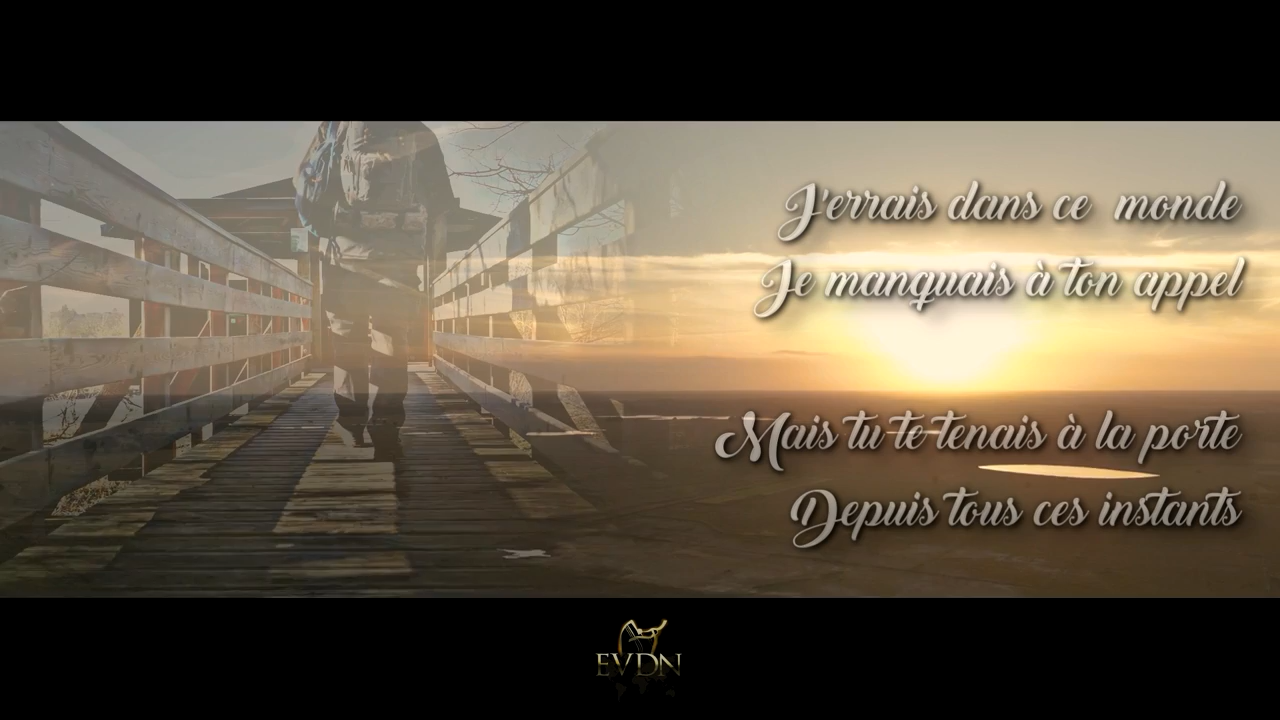 J'errais dans ce monde
Je manquais à ton appel
Mais tu te tenais à la porte
Depuis tous ces instants
EVDN